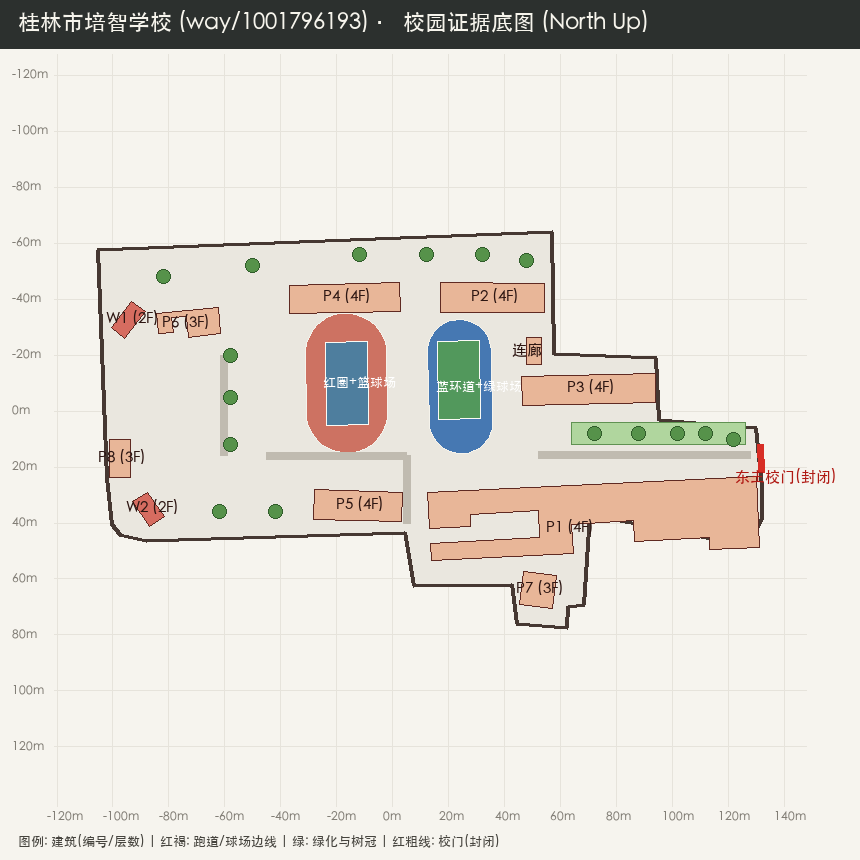 桂林市培智学校 (way/1001796193) · 校园证据底图 (North Up)
-120m
-100m
-80m
-60m
-40m
-20m
0m
20m
40m
60m
80m
100m
120m
P4 (4F)
P2 (4F)
W1 (2F)
P6 (3F)
连廊
红圈+篮球场
蓝环道+绿球场
P3 (4F)
P8 (3F)
东主校门(封闭)
W2 (2F)
P5 (4F)
P1 (4F)
P7 (3F)
-120m -100m -80m -60m -40m -20m 0m 20m 40m 60m 80m 100m 120m 140m
图例: 建筑(编号/层数) | 红褐: 跑道/球场边线 | 绿: 绿化与树冠 | 红粗线: 校门(封闭)